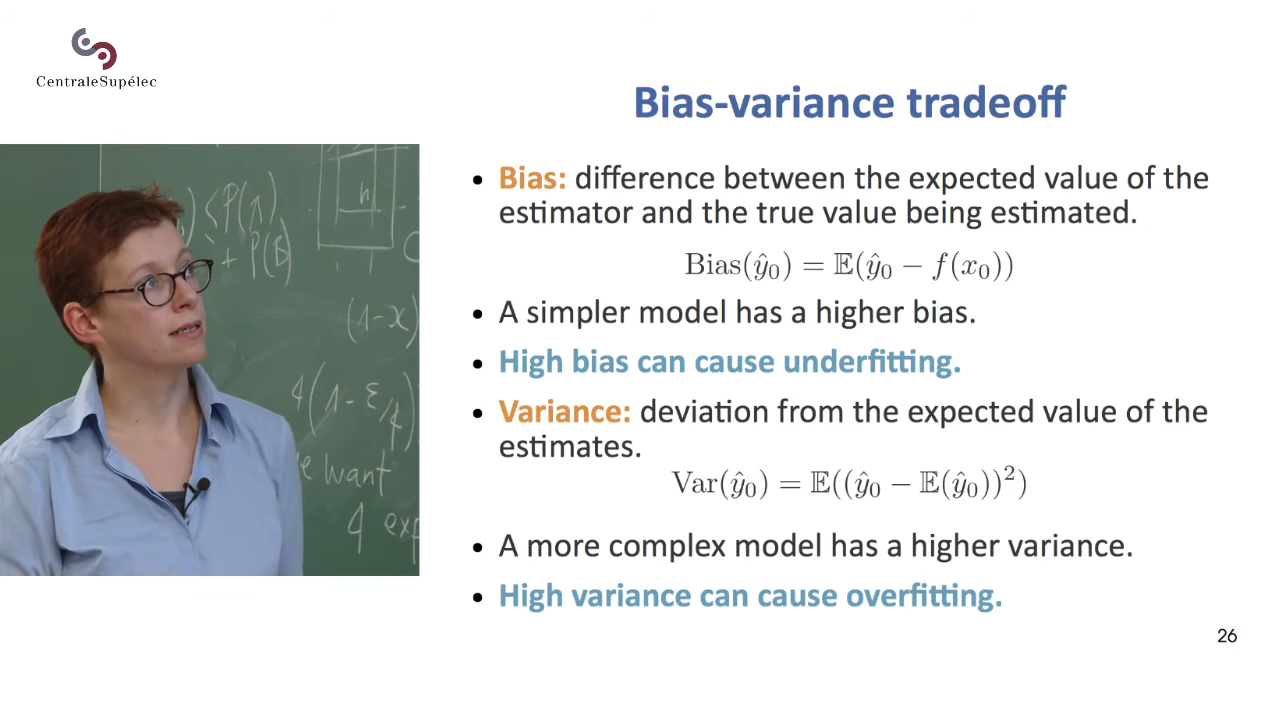 CentraleSupélec
Bias-variance tradeoff
• Bias: difference between the expected value of the
estimator and the true value being estimated.
Bias(ŷ₀) = 𝔼(ŷ₀ − f(x₀))
• A simpler model has a higher bias.
• High bias can cause underfitting.
• Variance: deviation from the expected value of the
estimates.
Var(ŷ₀) = 𝔼((ŷ₀ − 𝔼(ŷ₀))²)
• A more complex model has a higher variance.
• High variance can cause overfitting.
26
n
+ P(B)
(1-x)
want
4 exp